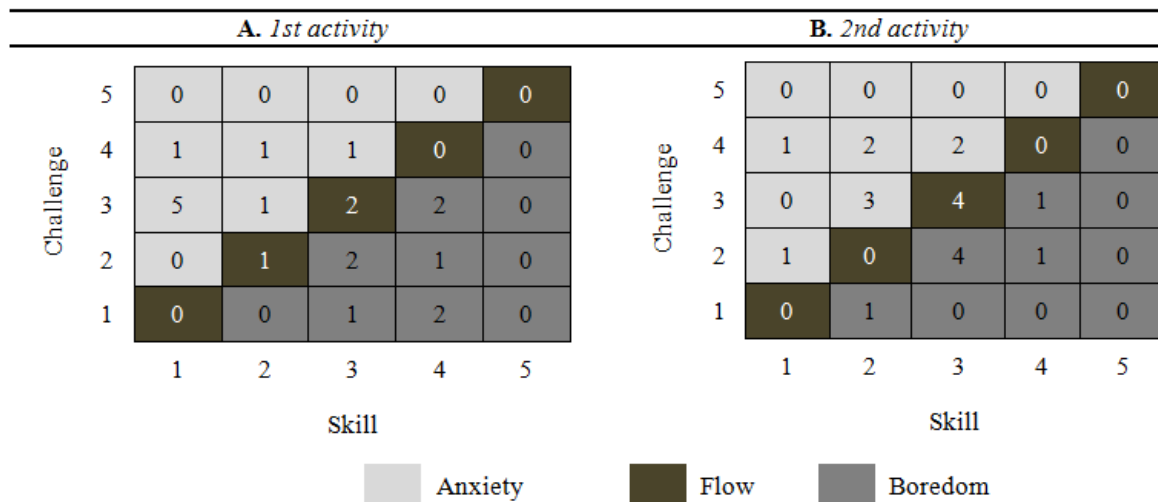 A. 1st activity
5 0 0 0 0 0
4 1 1 1 0 0
3 5 1 2 2 0
2 0 1 2 1 0
1 0 0 1 2 0
1 2 3 4 5
Challenge
Skill
B. 2nd activity
5 0 0 0 0 0
4 1 2 2 0 0
3 0 3 4 1 0
2 1 0 4 1 0
1 0 1 0 0 0
1 2 3 4 5
Challenge
Skill
Anxiety Flow Boredom